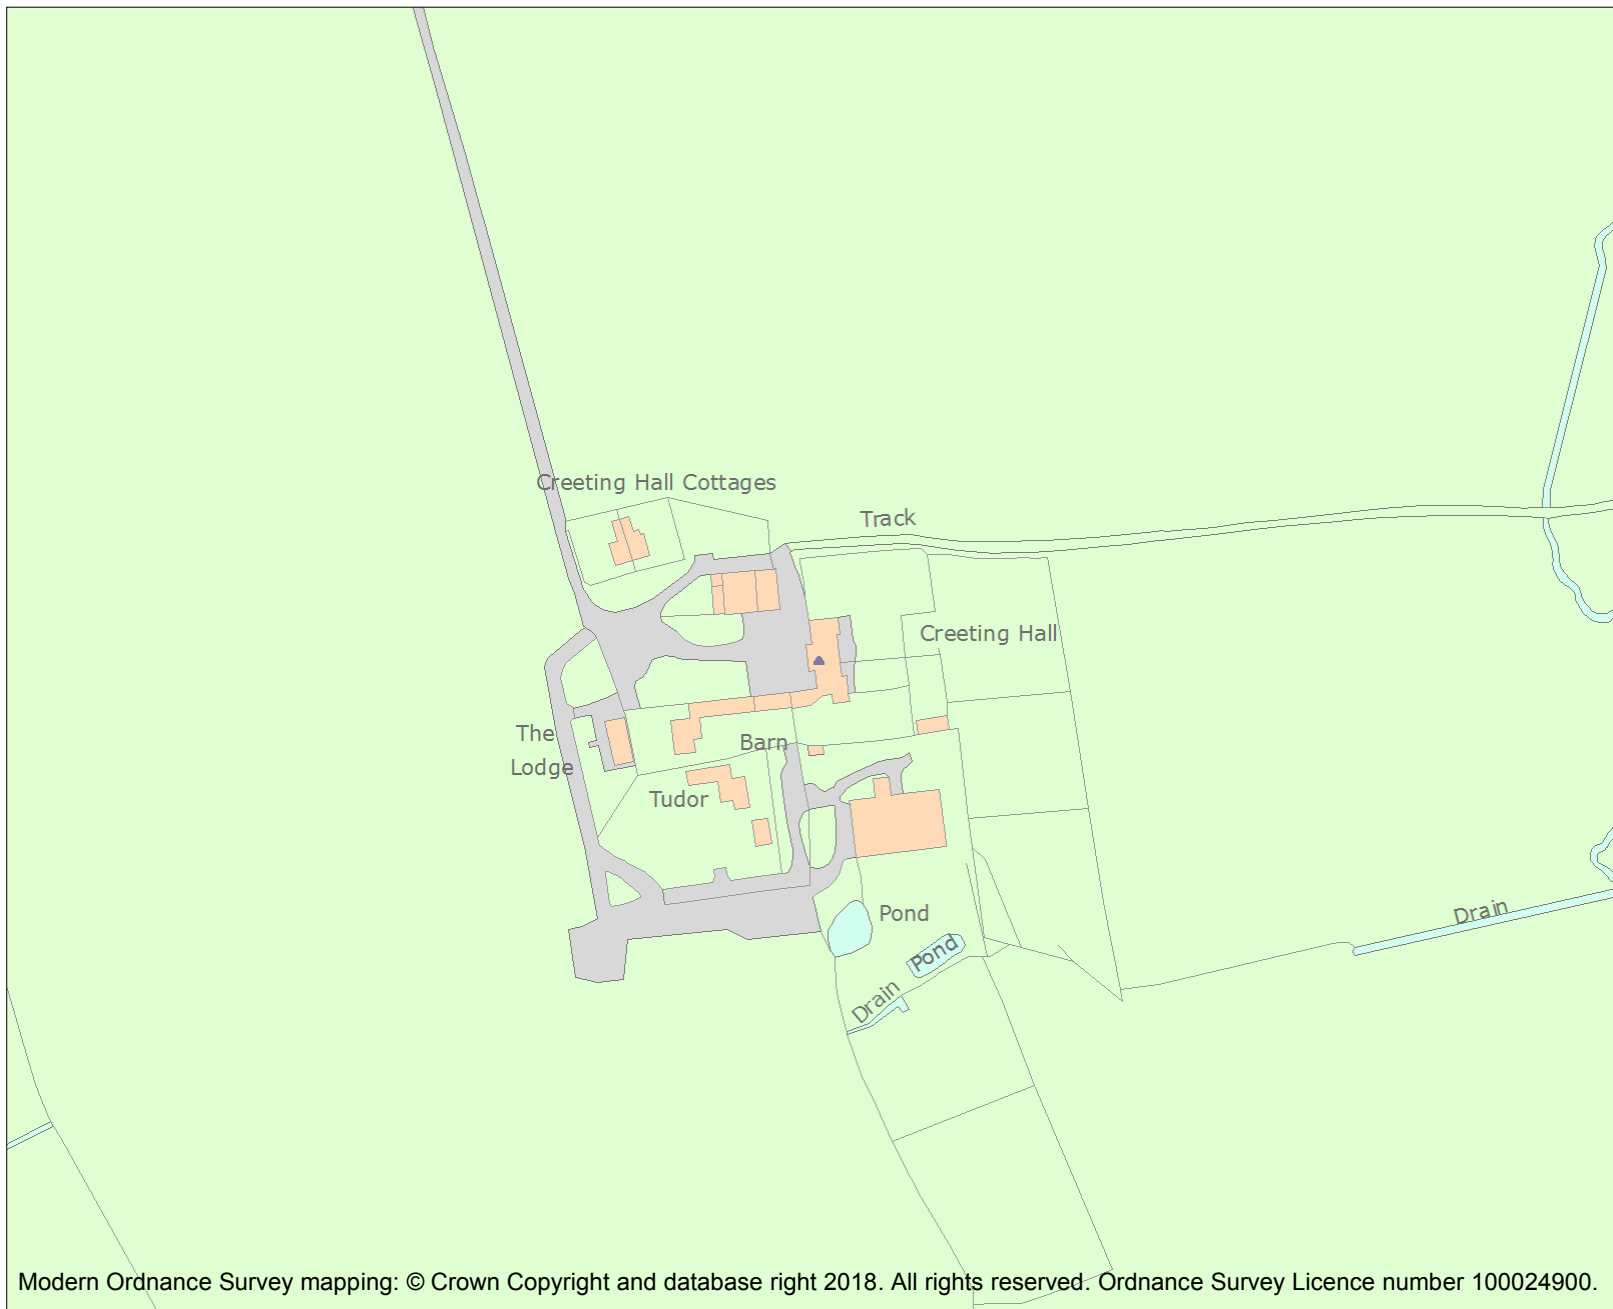 Creeting Hall Cottages
Track
Creeting Hall
The
Lodge
Barn
Tudor
Pond
Drain
Pond
Drain
Modern Ordnance Survey mapping: © Crown Copyright and database right 2018. All rights reserved. Ordnance Survey Licence number 100024900.